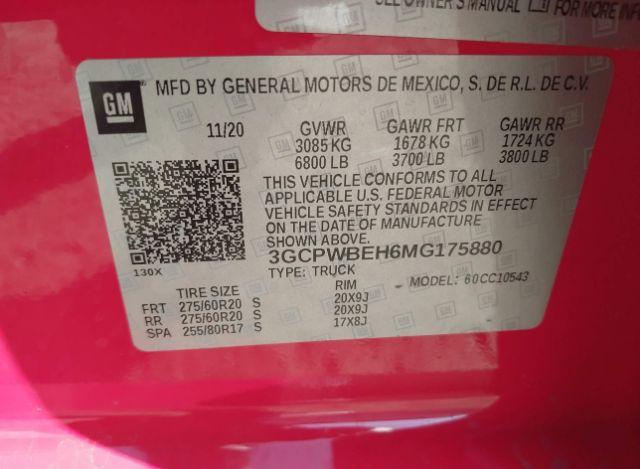 SEE OWNER'S MANUAL FOR MORE INF
GM
MFD BY GENERAL MOTORS DE MEXICO, S. DE R.L. DE C.V.
11/20 GVWR GAWR FRT GAWR RR
3085 KG 1678 KG 1724 KG
6800 LB 3700 LB 3800 LB
THIS VEHICLE CONFORMS TO ALL
APPLICABLE U.S. FEDERAL MOTOR
VEHICLE SAFETY STANDARDS IN EFFECT
ON THE DATE OF MANUFACTURE
SHOWN ABOVE.
3GCPWBEH6MG175880
130X
TYPE: TRUCK MODEL: 60CC10543
TIRE SIZE RIM
FRT 275/60R20 S 20X9J
RR 275/60R20 S 20X9J
SPA 255/80R17 S 17X8J